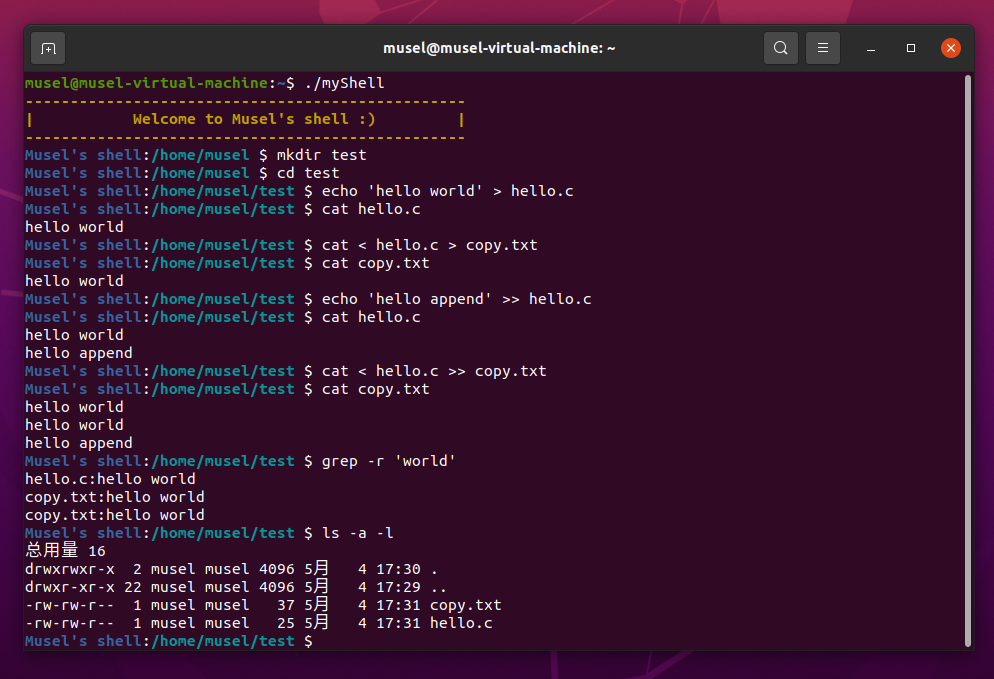 musel@musel-virtual-machine: ~
musel@musel-virtual-machine:~$ ./myShell
-------------------------------------------------
|           Welcome to Musel's shell :)         |
-------------------------------------------------
Musel's shell:/home/musel $ mkdir test
Musel's shell:/home/musel $ cd test
Musel's shell:/home/musel/test $ echo 'hello world' > hello.c
Musel's shell:/home/musel/test $ cat hello.c
hello world
Musel's shell:/home/musel/test $ cat < hello.c > copy.txt
Musel's shell:/home/musel/test $ cat copy.txt
hello world
Musel's shell:/home/musel/test $ echo 'hello append' >> hello.c
Musel's shell:/home/musel/test $ cat hello.c
hello world
hello append
Musel's shell:/home/musel/test $ cat < hello.c >> copy.txt
Musel's shell:/home/musel/test $ cat copy.txt
hello world
hello world
hello append
Musel's shell:/home/musel/test $ grep -r 'world'
hello.c:hello world
copy.txt:hello world
copy.txt:hello world
Musel's shell:/home/musel/test $ ls -a -l
总用量 16
drwxrwxr-x  2 musel musel 4096 5月   4 17:30 .
drwxr-xr-x 22 musel musel 4096 5月   4 17:29 ..
-rw-rw-r--  1 musel musel   37 5月   4 17:31 copy.txt
-rw-rw-r--  1 musel musel   25 5月   4 17:31 hello.c
Musel's shell:/home/musel/test $